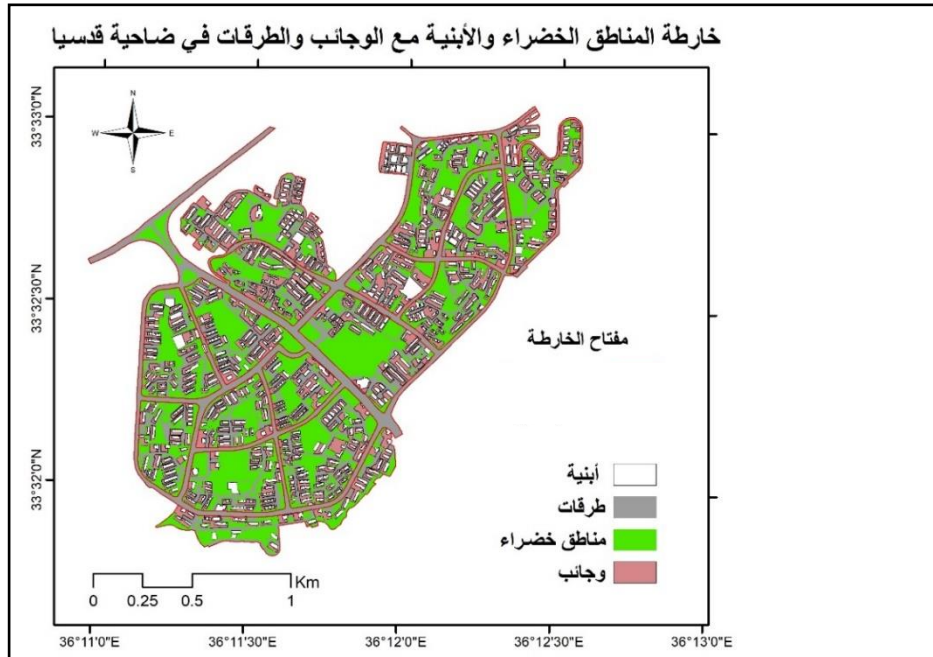 خارطة المناطق الخضراء والأبنية مع الوجائب والطرقات في ضاحية قدسيا
N
W E
S
33°33'0"N
33°32'30"N
33°32'0"N
مفتاح الخارطة
أبنية
طرقات
مناطق خضراء
وجائب
Km
0 0.25 0.5 1
36°11'0"E 36°11'30"E 36°12'0"E 36°12'30"E 36°13'0"E